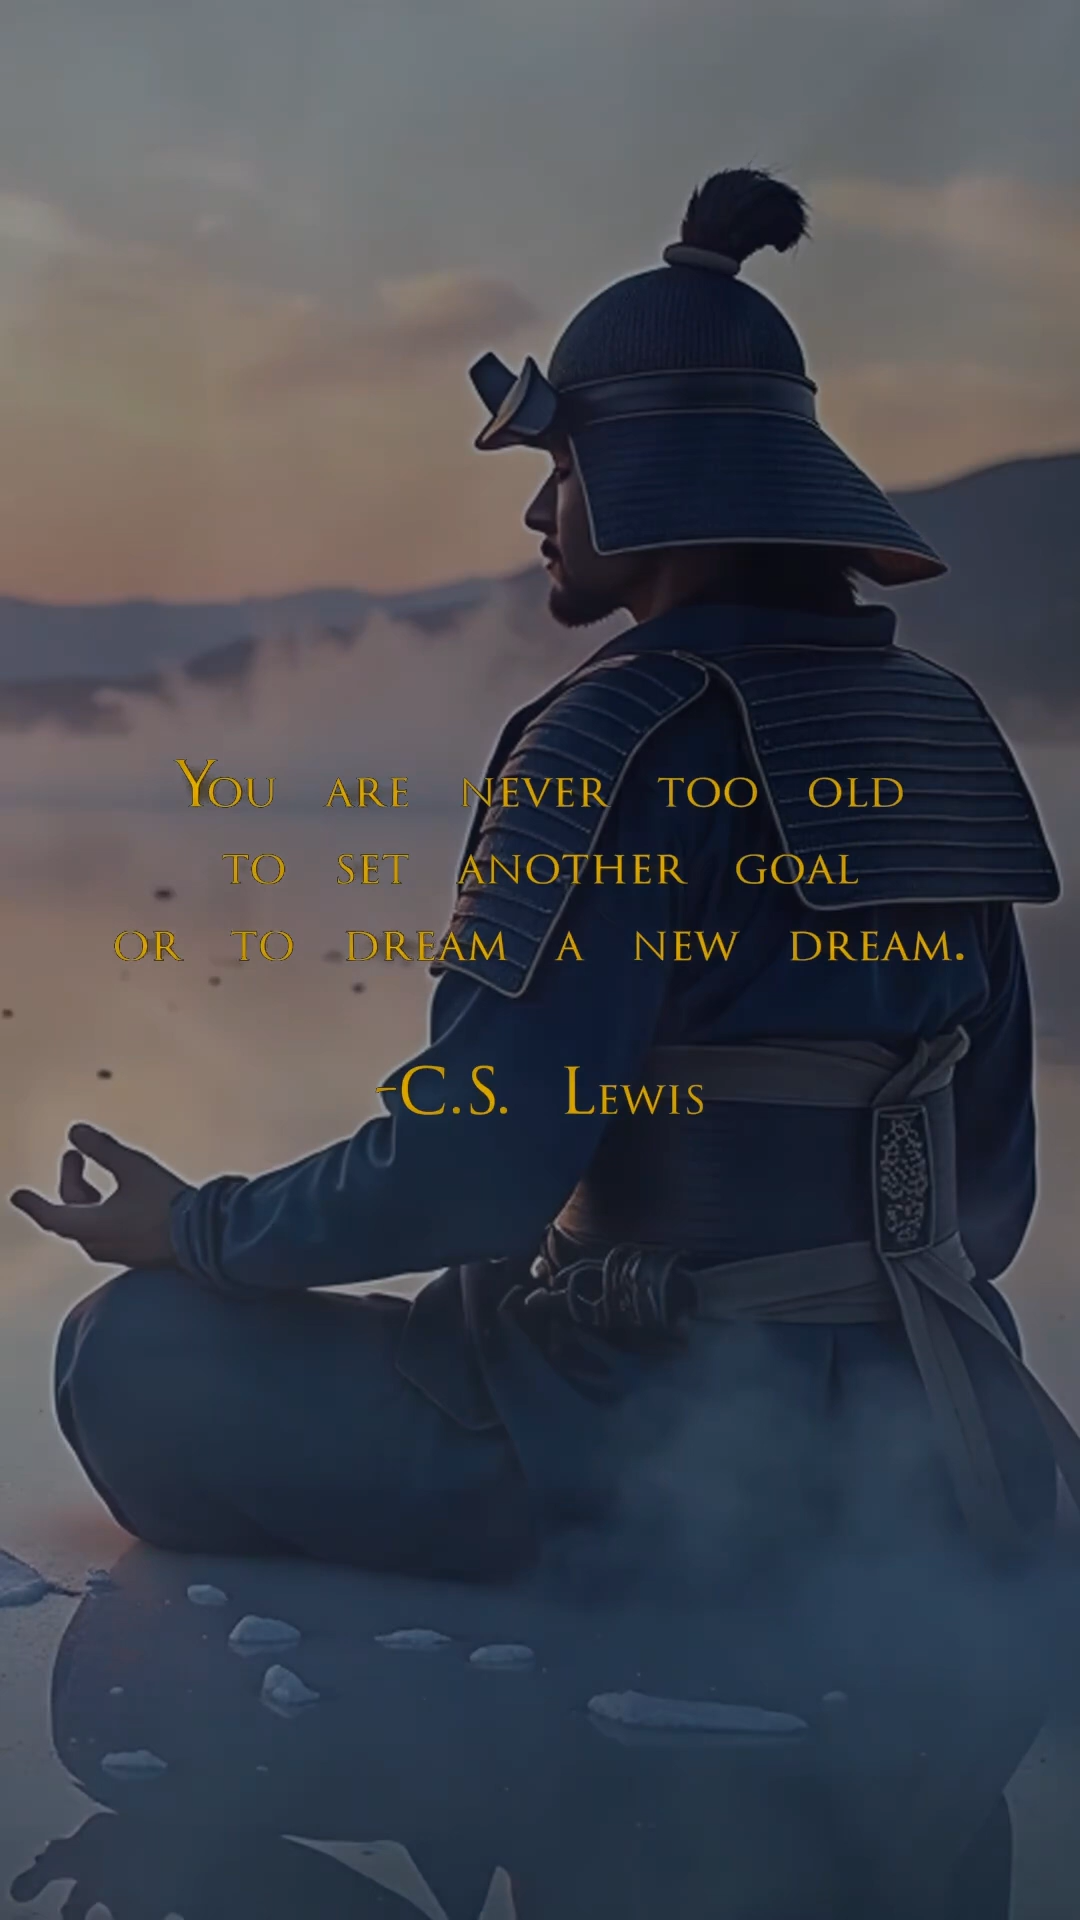 You are never too old
to set another goal
or to dream a new dream.
-C.S. Lewis